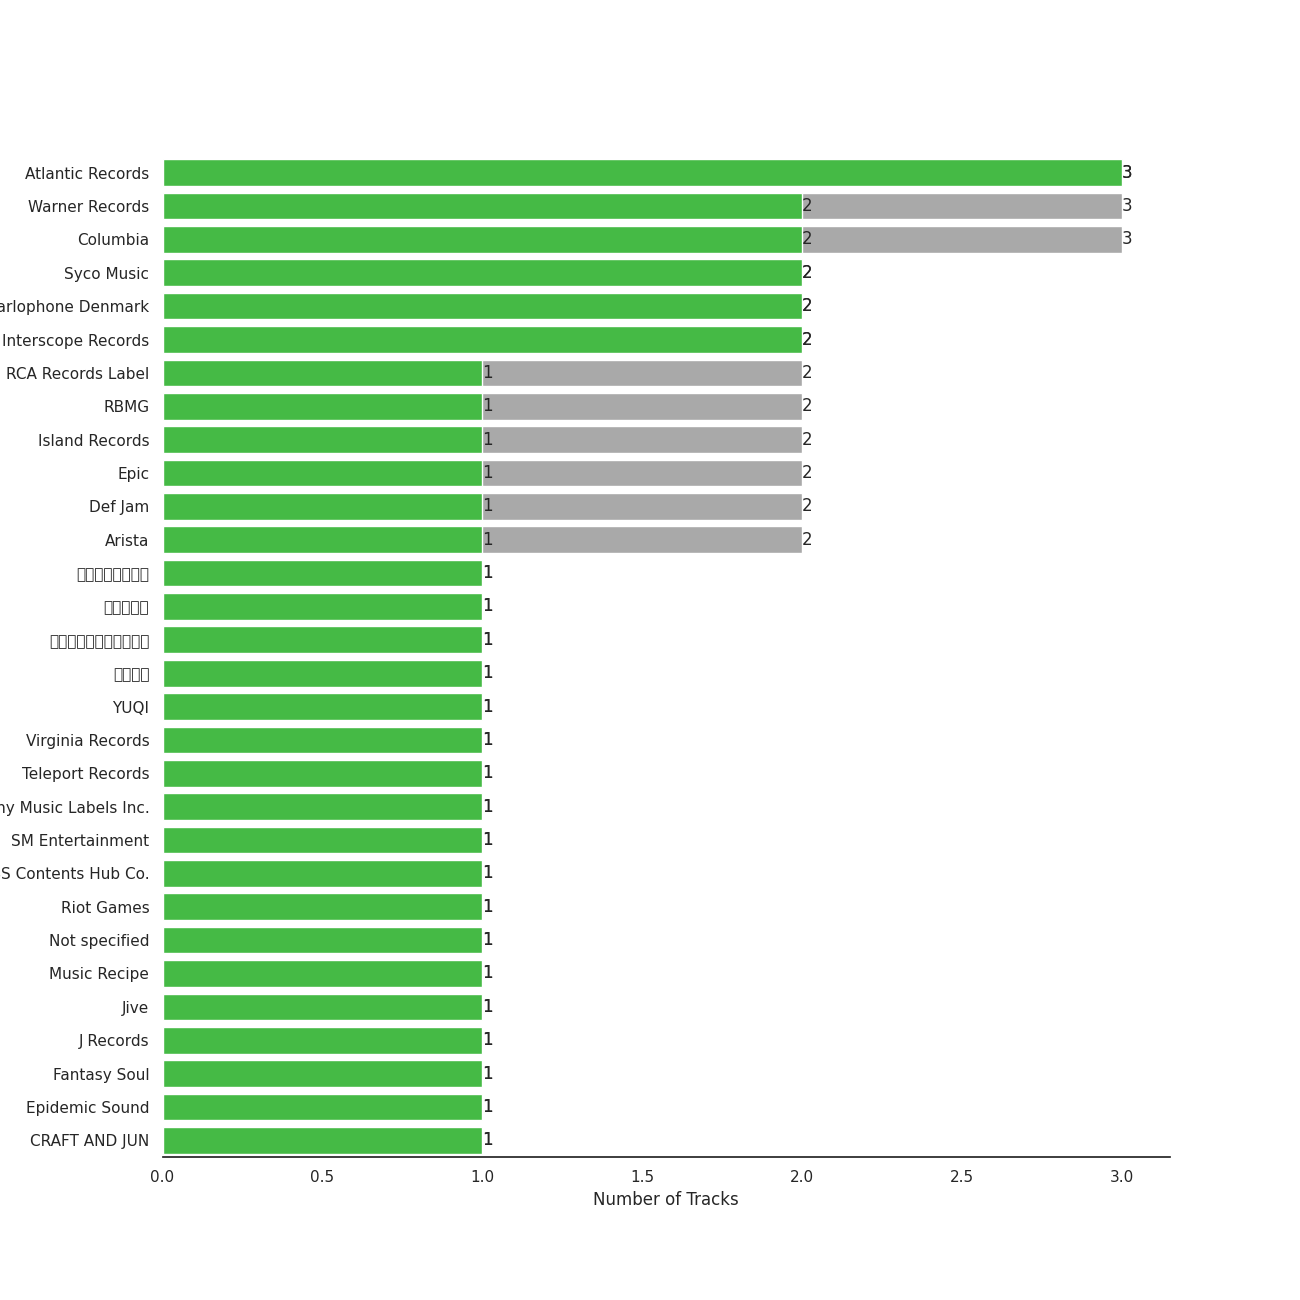 Atlantic Records 3
Warner Records 2 3
Columbia 2 3
Syco Music 2
arlophone Denmark 2
Interscope Records 2
RCA Records Label 1 2
RBMG 1 2
Island Records 1 2
Epic 1 2
Def Jam 1 2
Arista 1 2
1
1
1
1
YUQI 1
Virginia Records 1
Teleport Records 1
ny Music Labels Inc. 1
SM Entertainment 1
S Contents Hub Co. 1
Riot Games 1
Not specified 1
Music Recipe 1
Jive 1
J Records 1
Fantasy Soul 1
Epidemic Sound 1
CRAFT AND JUN 1
0.0 0.5 1.0 1.5 2.0 2.5 3.0
Number of Tracks